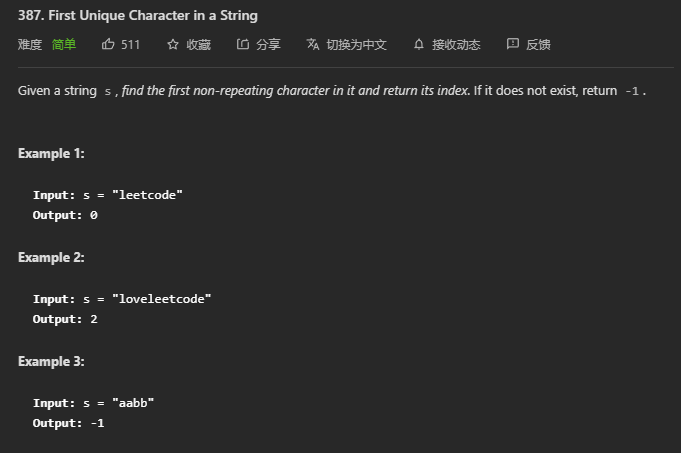 387. First Unique Character in a String
难度 简单 511 收藏 分享 切换为中文 接收动态 反馈
Given a string s , find the first non-repeating character in it and return its index. If it does not exist, return -1 .
Example 1:
Input: s = "leetcode"
Output: 0
Example 2:
Input: s = "loveleetcode"
Output: 2
Example 3:
Input: s = "aabb"
Output: -1